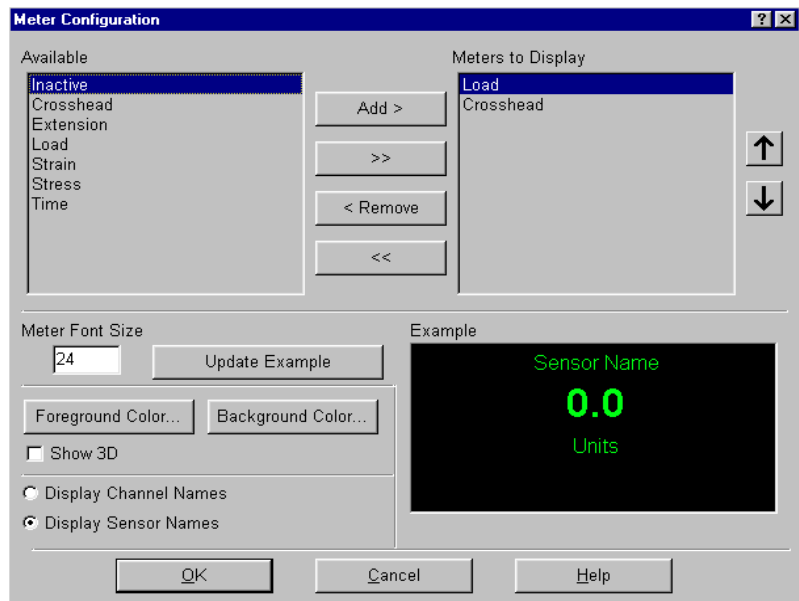 Meter Configuration
Available
Inactive
Crosshead
Extension
Load
Strain
Stress
Time
Add >
>>
< Remove
<<
Meters to Display
Load
Crosshead
Meter Font Size
24
Update Example
Foreground Color...
Background Color...
Show 3D
Display Channel Names
Display Sensor Names
Example
Sensor Name
0.0
Units
OK
Cancel
Help